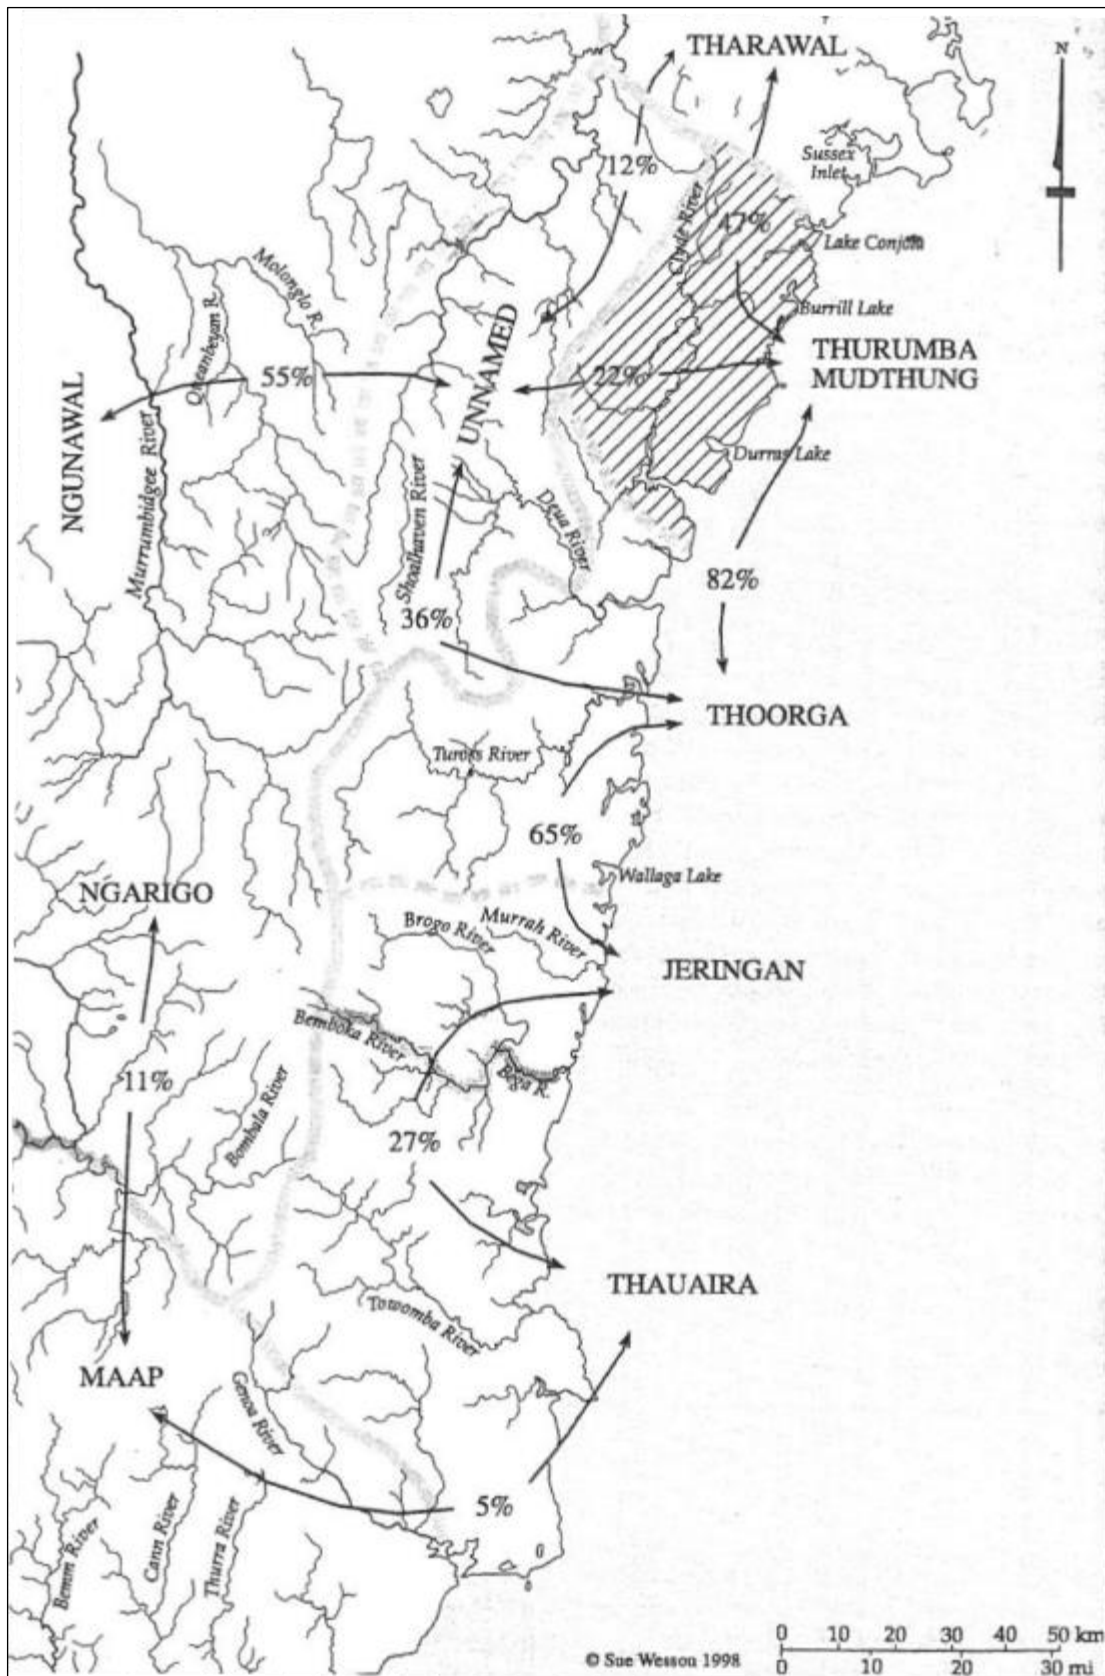 THARAWAL
N
12%
Sussex
Inlet
Clyde River
47%
Lake Conjola
Molonglo R.
Queanbeyan R.
Burrill Lake
UNNAMED
THURUMBA
MUDTHUNG
55%
22%
NGUNAWAL
Murrumbidgee River
Durras Lake
Shoalhaven River
Deua River
82%
36%
THOORGA
Tuross River
65%
Wallaga Lake
NGARIGO
Brogo River
Murrah River
JERINGAN
Bemboka River
Bega R.
11%
Bombala River
27%
THAUAIRA
Towomba River
MAAP
Genoa River
5%
Bemm River
Cann River
Thurra River
0 10 20 30 40 50 km
© Sue Wesson 1998
0 10 20 30 mi